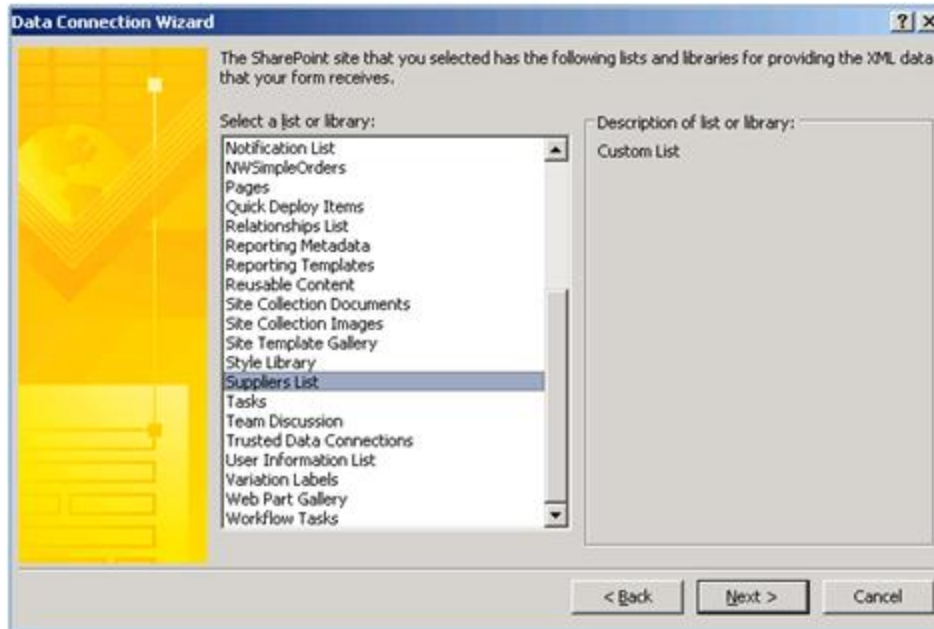 Data Connection Wizard
? ×
The SharePoint site that you selected has the following lists and libraries for providing the XML data
that your form receives.
Select a list or library:
Notification List
NWSimpleOrders
Pages
Quick Deploy Items
Relationships List
Reporting Metadata
Reporting Templates
Reusable Content
Site Collection Documents
Site Collection Images
Site Template Gallery
Style Library
Suppliers List
Tasks
Team Discussion
Trusted Data Connections
User Information List
Variation Labels
Web Part Gallery
Workflow Tasks
Description of list or library:
Custom List
< Back
Next >
Cancel